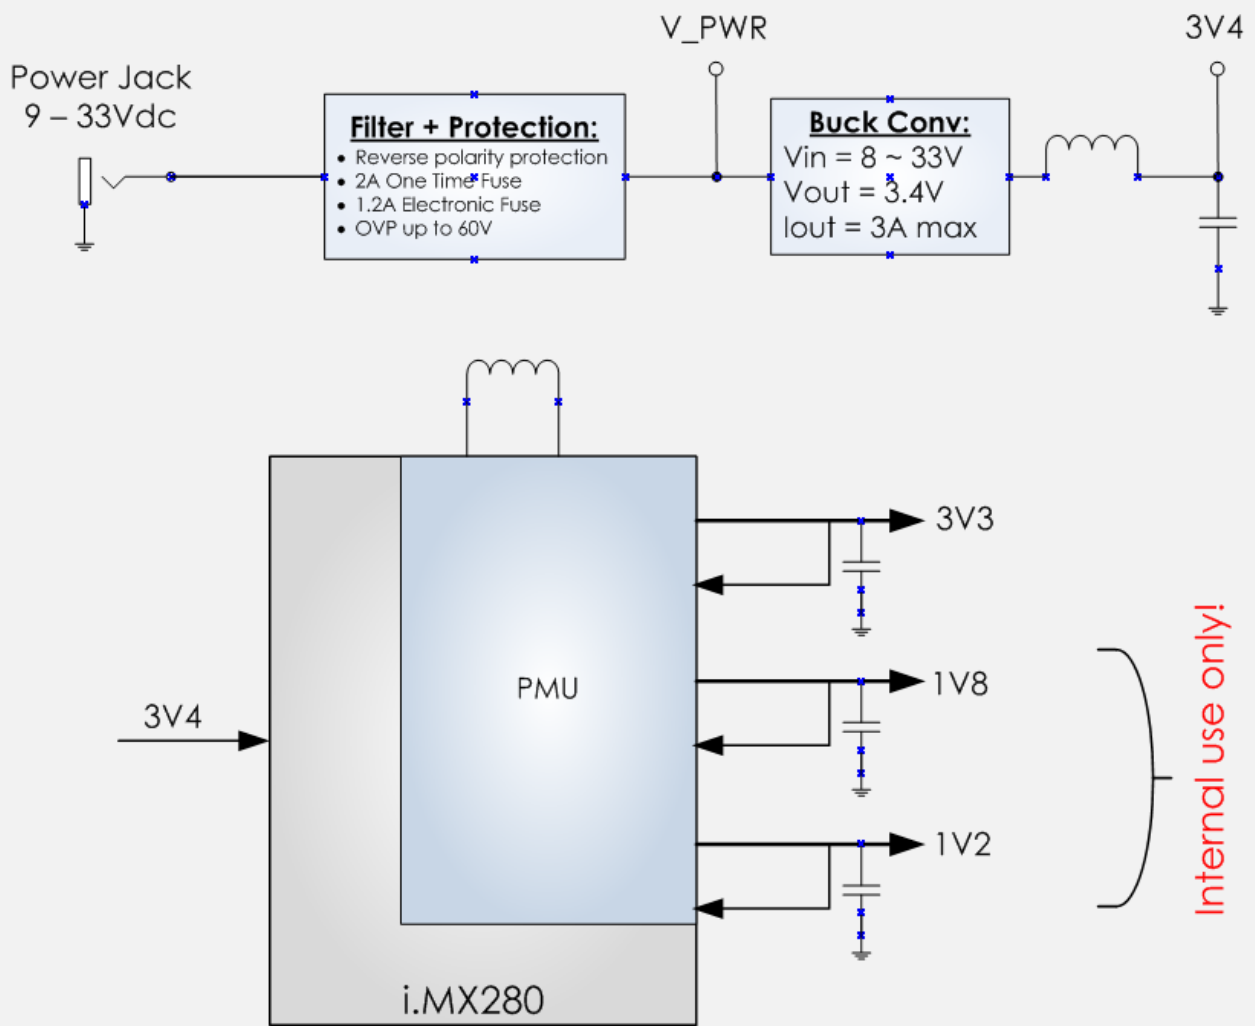 V_PWR
3V4
Power Jack
9 – 33Vdc
Filter + Protection:
• Reverse polarity protection
• 2A One Time Fuse
• 1.2A Electronic Fuse
• OVP up to 60V
Buck Conv:
Vin = 8 ~ 33V
Vout = 3.4V
Iout = 3A max
3V3
1V8
PMU
3V4
1V2
Internal use only!
i.MX280